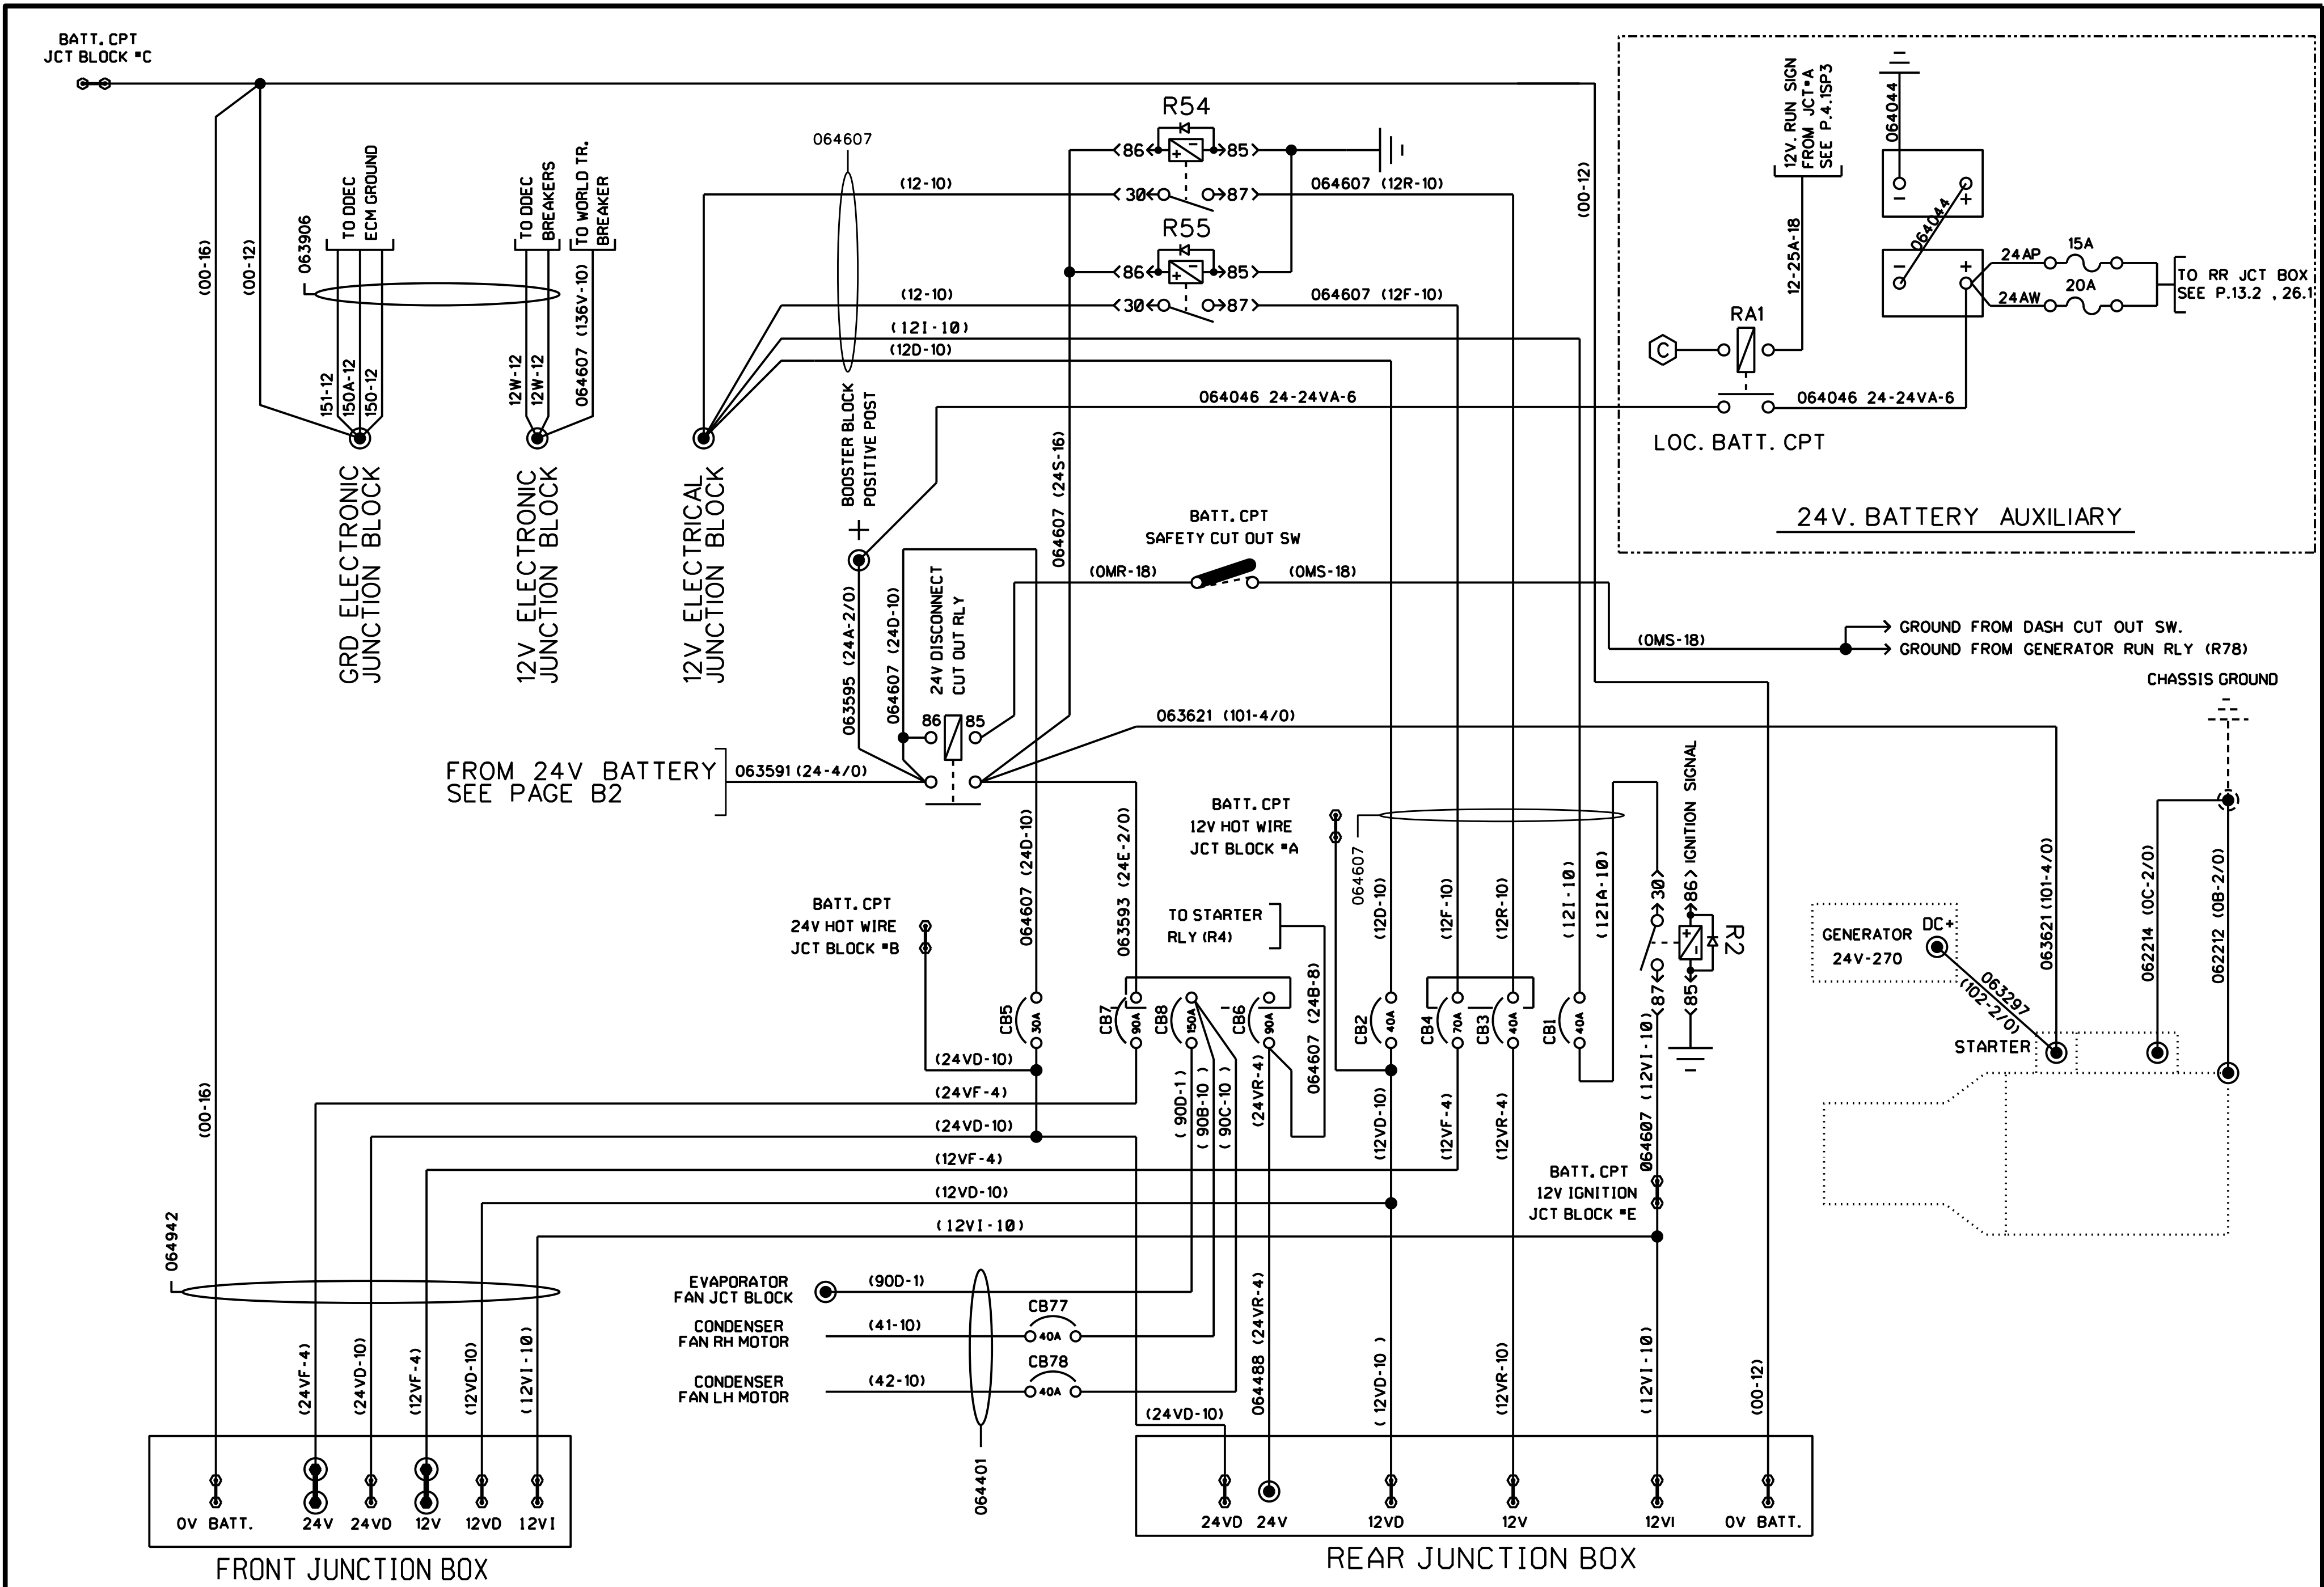 BATT. CPT
JCT BLOCK "C
(00-16)
(00-12)
063906
TO DDEC
ECM GROUND
151-12
150A-12
150-12
TO DDEC
BREAKERS
TO WORLD TR.
BREAKER
12W-12
12W-12
064607 (136V-10)
GRD ELECTRONIC
JUNCTION BLOCK
12V ELECTRONIC
JUNCTION BLOCK
12V ELECTRICAL
JUNCTION BLOCK
064607
(12-10)
(12-10)
(12I-10)
(12D-10)
R54
86
85
+
-
30
87
064607 (12R-10)
R55
86
85
+
-
30
87
064607 (12F-10)
(00-12)
12V. RUN SIGN
FROM JCT"A
SEE P.4.1SP3
12-25A-18
064044
-
+
064044
-
+
24AP
15A
24AW
20A
TO RR JCT BOX
SEE P.13.2 , 26.1
RA1
C
064046 24-24VA-6
064046 24-24VA-6
LOC. BATT. CPT
24V. BATTERY AUXILIARY
BOOSTER BLOCK
POSITIVE POST
+
063595 (24A-2/0)
064607 (24D-10)
24V DISCONNECT
CUT OUT RLY
86
85
064607 (24S-16)
BATT. CPT
SAFETY CUT OUT SW
(0MR-18)
(0MS-18)
(0MS-18)
GROUND FROM DASH CUT OUT SW.
GROUND FROM GENERATOR RUN RLY (R78)
CHASSIS GROUND
FROM 24V BATTERY
SEE PAGE B2
063591 (24-4/0)
063621 (101-4/0)
064607 (24D-10)
063593 (24E-2/0)
BATT. CPT
12V HOT WIRE
JCT BLOCK "A
064607
BATT. CPT
24V HOT WIRE
JCT BLOCK "B
TO STARTER
RLY (R4)
064607 (24B-8)
(12D-10)
(12F-10)
(12R-10)
(12I-10)
(12IA-10)
30
86
IGNITION SIGNAL
+
-
R2
87
85
GENERATOR
24V-270
DC+
063297
(102-2/0)
063621 (101-4/0)
062214 (0C-2/0)
062212 (0B-2/0)
STARTER
CB5
30A
CB7
90A
CB8
150A
CB6
90A
CB2
40A
CB4
70A
CB3
40A
CB1
40A
(24VD-10)
(24VF-4)
(24VD-10)
(12VF-4)
(12VD-10)
(12VI-10)
(90D-1)
(90B-10)
(90C-10)
(24VR-4)
(12VD-10)
(12VF-4)
(12VR-4)
064607 (12VI-10)
BATT. CPT
12V IGNITION
JCT BLOCK "E
(00-16)
064942
EVAPORATOR
FAN JCT BLOCK
(90D-1)
CONDENSER
FAN RH MOTOR
(41-10)
CB77
40A
CONDENSER
FAN LH MOTOR
(42-10)
CB78
40A
064401
(24VD-10)
064488 (24VR-4)
(12VD-10)
(12VR-10)
(12VI-10)
(00-12)
(24VF-4)
(24VD-10)
(12VF-4)
(12VD-10)
(12VI-10)
0V BATT.
24V
24VD
12V
12VD
12VI
FRONT JUNCTION BOX
24VD
24V
12VD
12V
12VI
0V BATT.
REAR JUNCTION BOX